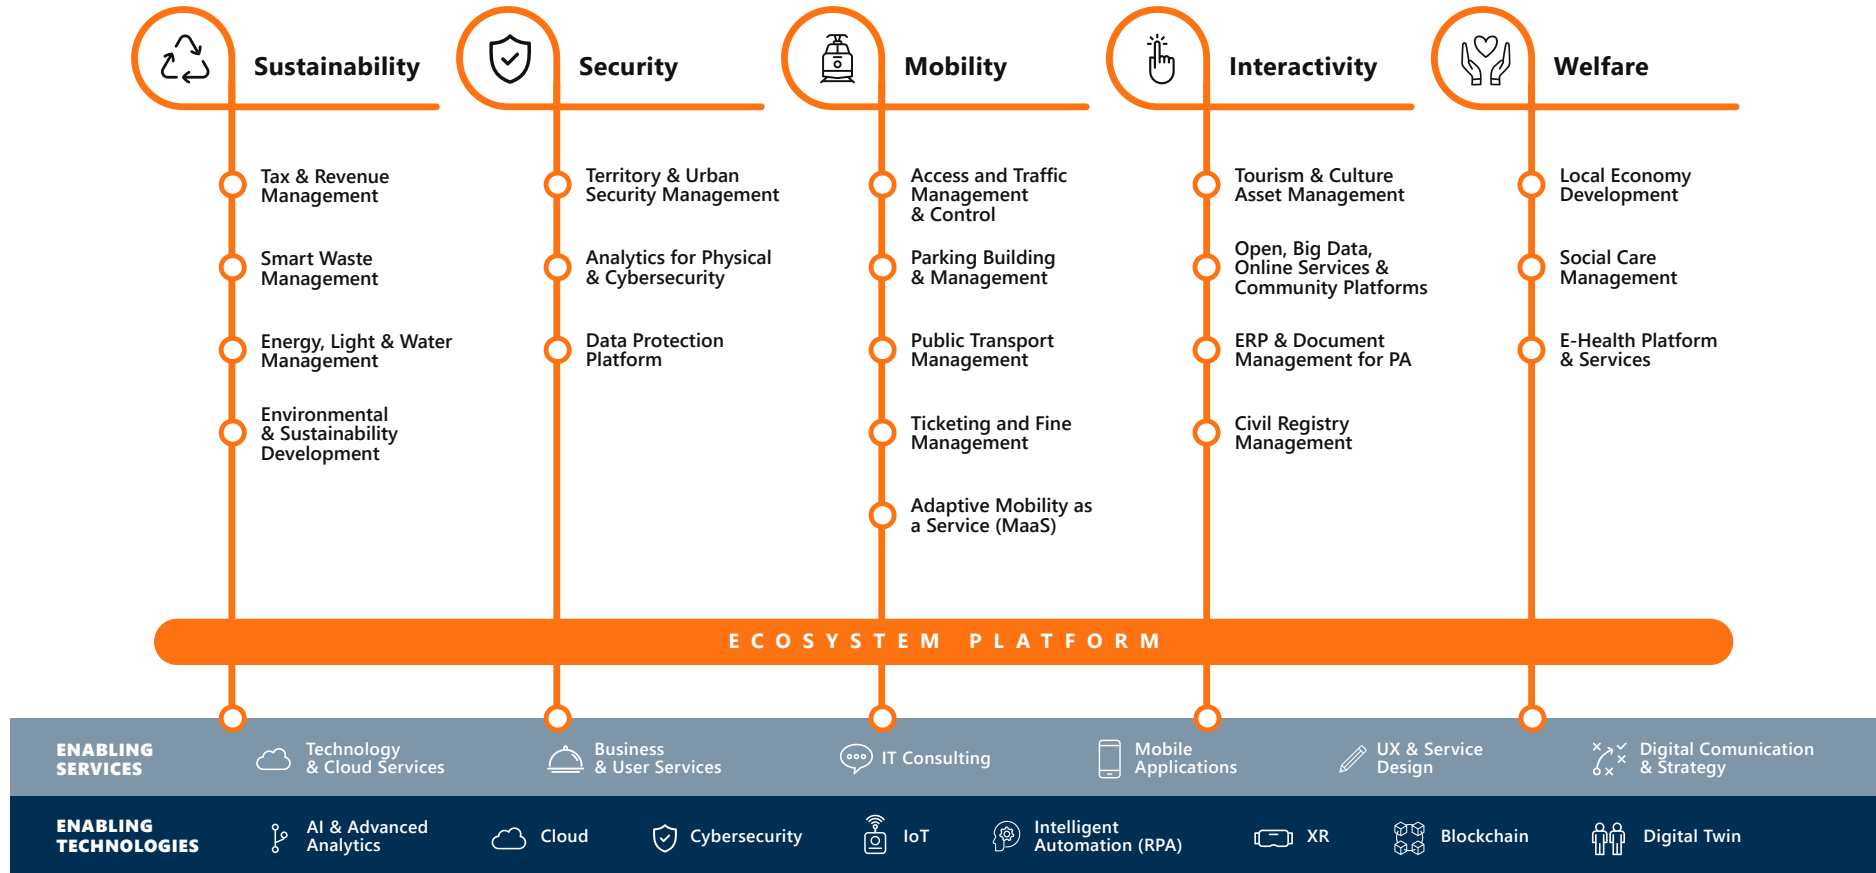 Sustainability
Tax & Revenue
Management
Smart Waste
Management
Energy, Light & Water
Management
Environmental
& Sustainability
Development
Security
Territory & Urban
Security Management
Analytics for Physical
& Cybersecurity
Data Protection
Platform
Mobility
Access and Traffic
Management
& Control
Parking Building
& Management
Public Transport
Management
Ticketing and Fine
Management
Adaptive Mobility as
a Service (MaaS)
Interactivity
Tourism & Culture
Asset Management
Open, Big Data,
Online Services &
Community Platforms
ERP & Document
Management for PA
Civil Registry
Management
Welfare
Local Economy
Development
Social Care
Management
E-Health Platform
& Services
ECOSYSTEM PLATFORM
ENABLING
SERVICES
Technology
& Cloud Services
Business
& User Services
IT Consulting
Mobile
Applications
UX & Service
Design
Digital Comunication
& Strategy
ENABLING
TECHNOLOGIES
AI & Advanced
Analytics
Cloud
Cybersecurity
IoT
Intelligent
Automation (RPA)
XR
Blockchain
Digital Twin